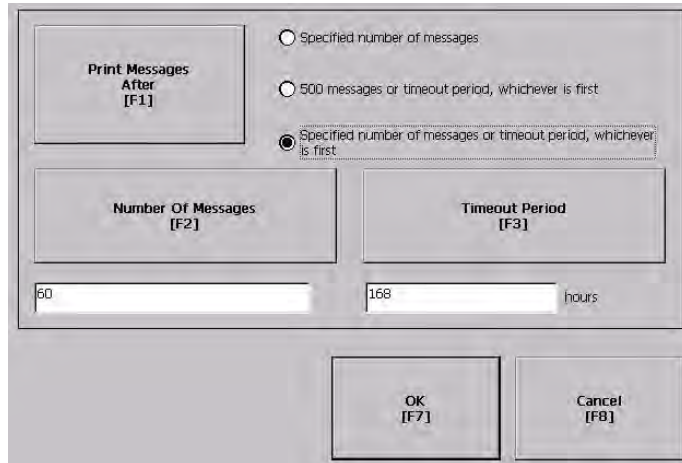 Print Messages
After
[F1]
Specified number of messages
500 messages or timeout period, whichever is first
Specified number of messages or timeout period, whichever
is first
Number Of Messages
[F2]
Timeout Period
[F3]
60
168
hours
OK
[F7]
Cancel
[F8]